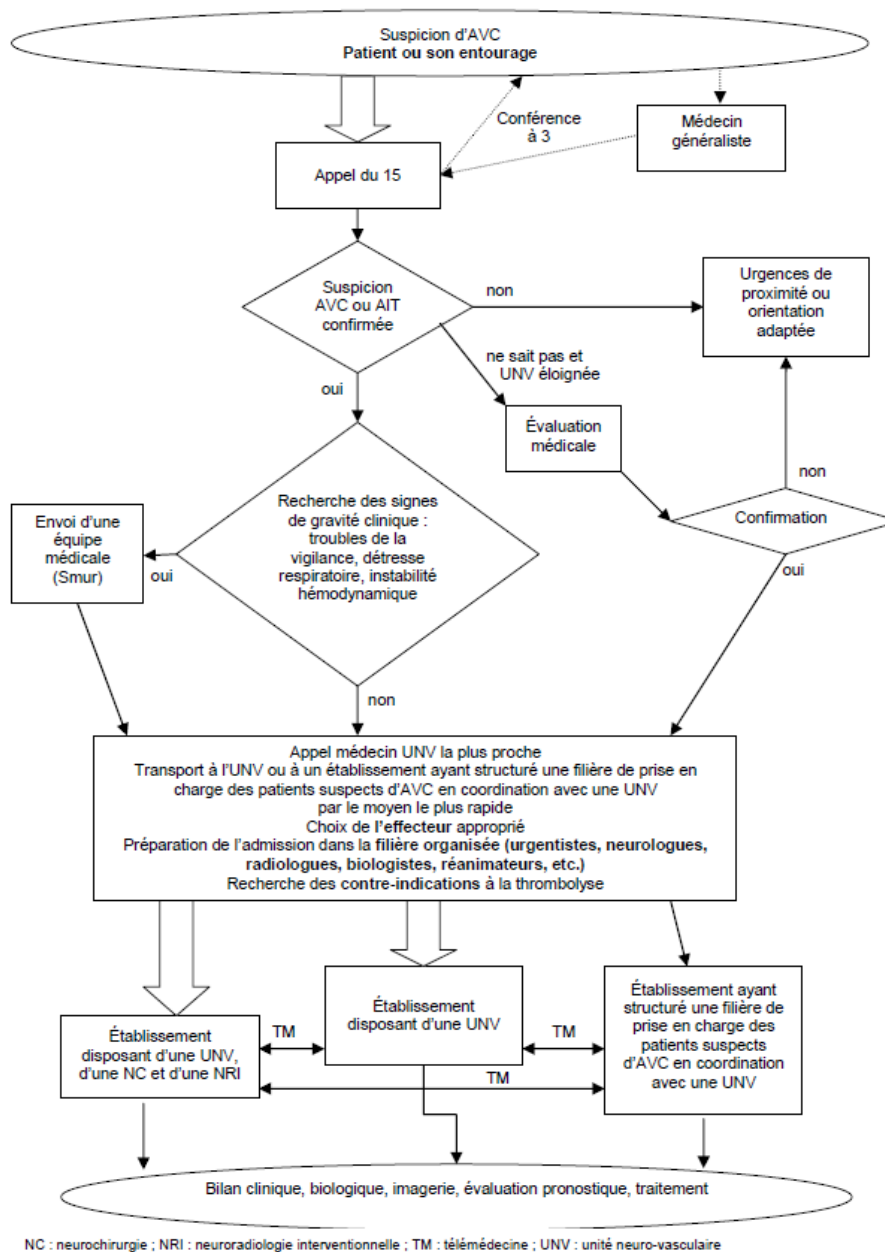 Suspicion d'AVC
Patient ou son entourage
Conférence
à 3
Médecin
généraliste
Appel du 15
Suspicion
AVC ou AIT
confirmée
non
Urgences de
proximité ou
orientation
adaptée
ne sait pas et
UNV éloignée
oui
Évaluation
médicale
non
Confirmation
oui
Recherche des signes
de gravité clinique :
troubles de la
vigilance, détresse
respiratoire, instabilité
hémodynamique
Envoi d'une
équipe
médicale
(Smur)
oui
non
Appel médecin UNV la plus proche
Transport à l'UNV ou à un établissement ayant structuré une filière de prise en
charge des patients suspects d'AVC en coordination avec une UNV
par le moyen le plus rapide
Choix de l'effecteur approprié
Préparation de l'admission dans la filière organisée (urgentistes, neurologues,
radiologues, biologistes, réanimateurs, etc.)
Recherche des contre-indications à la thrombolyse
Établissement
disposant d'une UNV,
d'une NC et d'une NRI
TM
Établissement
disposant d'une UNV
TM
TM
Établissement ayant
structuré une filière de
prise en charge des
patients suspects
d'AVC en coordination
avec une UNV
Bilan clinique, biologique, imagerie, évaluation pronostique, traitement
NC : neurochirurgie ; NRI : neuroradiologie interventionnelle ; TM : télémédecine ; UNV : unité neuro-vasculaire